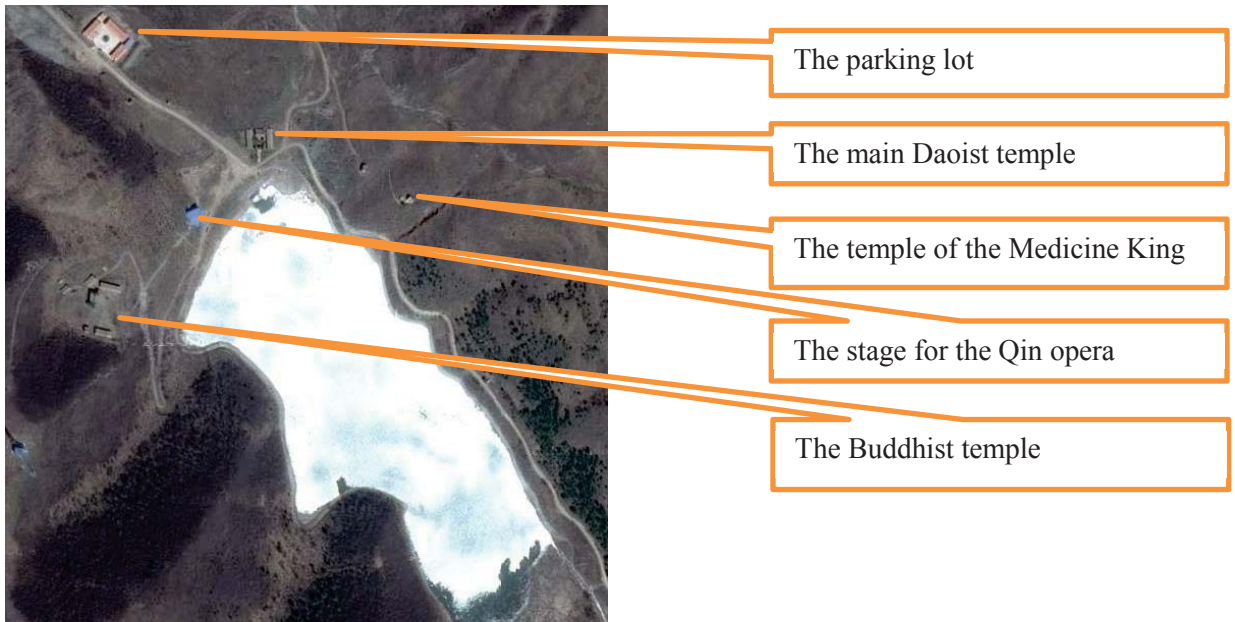 The parking lot
The main Daoist temple
The temple of the Medicine King
The stage for the Qin opera
The Buddhist temple